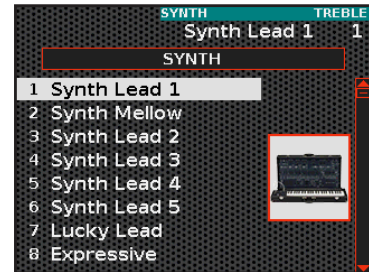 SYNTH TREBLE
Synth Lead 1 1
SYNTH
1 Synth Lead 1
2 Synth Mellow
3 Synth Lead 2
4 Synth Lead 3
5 Synth Lead 4
6 Synth Lead 5
7 Lucky Lead
8 Expressive